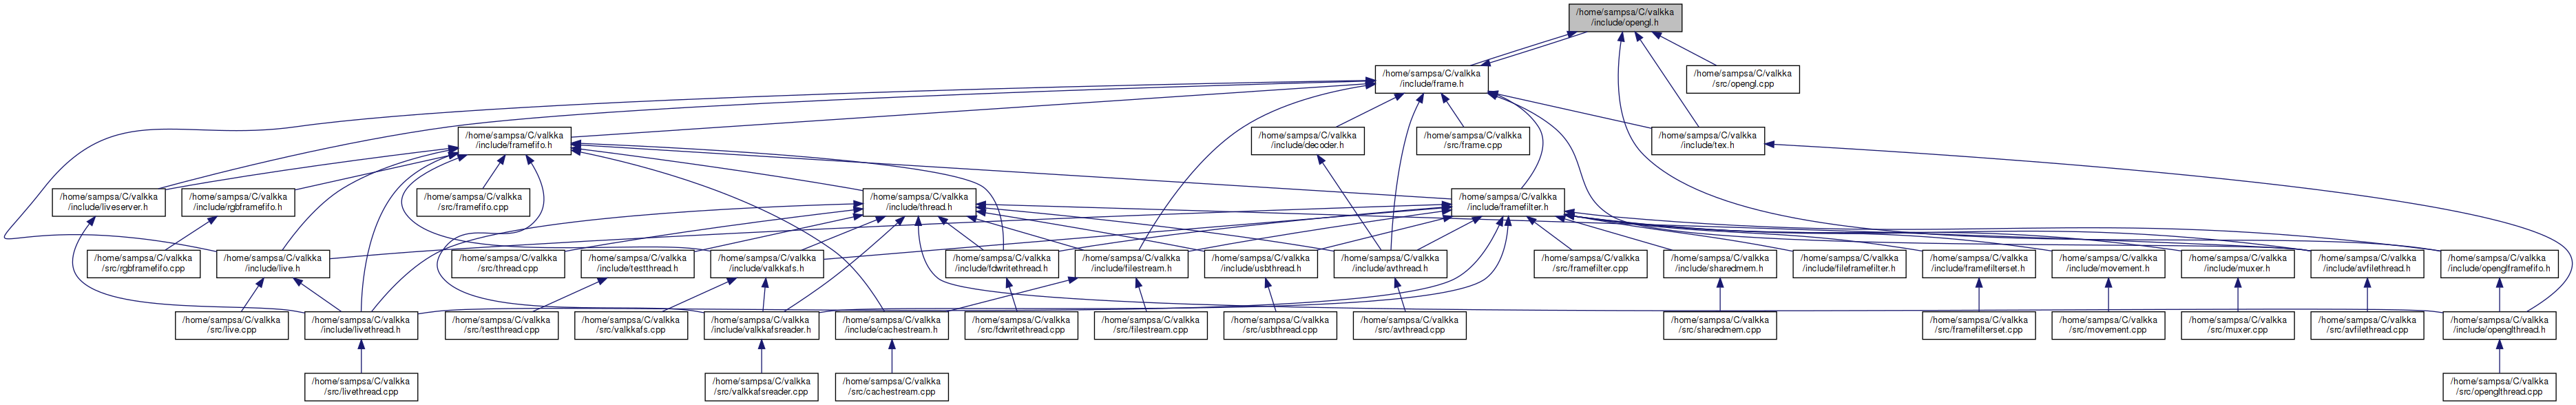 /home/sampsa/C/valkka
/include/opengl.h
/home/sampsa/C/valkka
/include/frame.h
/home/sampsa/C/valkka
/src/opengl.cpp
/home/sampsa/C/valkka
/include/framefifo.h
/home/sampsa/C/valkka
/include/decoder.h
/home/sampsa/C/valkka
/src/frame.cpp
/home/sampsa/C/valkka
/include/tex.h
/home/sampsa/C/valkka
/include/liveserver.h
/home/sampsa/C/valkka
/include/rgbframefifo.h
/home/sampsa/C/valkka
/src/framefifo.cpp
/home/sampsa/C/valkka
/include/thread.h
/home/sampsa/C/valkka
/include/framefilter.h
/home/sampsa/C/valkka
/src/rgbframefifo.cpp
/home/sampsa/C/valkka
/include/live.h
/home/sampsa/C/valkka
/src/thread.cpp
/home/sampsa/C/valkka
/include/testthread.h
/home/sampsa/C/valkka
/include/valkkafs.h
/home/sampsa/C/valkka
/include/fdwritethread.h
/home/sampsa/C/valkka
/include/filestream.h
/home/sampsa/C/valkka
/include/usbthread.h
/home/sampsa/C/valkka
/include/avthread.h
/home/sampsa/C/valkka
/src/framefilter.cpp
/home/sampsa/C/valkka
/include/sharedmem.h
/home/sampsa/C/valkka
/include/fileframefilter.h
/home/sampsa/C/valkka
/include/framefilterset.h
/home/sampsa/C/valkka
/include/movement.h
/home/sampsa/C/valkka
/include/muxer.h
/home/sampsa/C/valkka
/include/avfilethread.h
/home/sampsa/C/valkka
/include/openglframefifo.h
/home/sampsa/C/valkka
/src/live.cpp
/home/sampsa/C/valkka
/include/livethread.h
/home/sampsa/C/valkka
/src/testthread.cpp
/home/sampsa/C/valkka
/src/valkkafs.cpp
/home/sampsa/C/valkka
/include/valkkafsreader.h
/home/sampsa/C/valkka
/include/cachestream.h
/home/sampsa/C/valkka
/src/fdwritethread.cpp
/home/sampsa/C/valkka
/src/filestream.cpp
/home/sampsa/C/valkka
/src/usbthread.cpp
/home/sampsa/C/valkka
/src/avthread.cpp
/home/sampsa/C/valkka
/src/sharedmem.cpp
/home/sampsa/C/valkka
/src/framefilterset.cpp
/home/sampsa/C/valkka
/src/movement.cpp
/home/sampsa/C/valkka
/src/muxer.cpp
/home/sampsa/C/valkka
/src/avfilethread.cpp
/home/sampsa/C/valkka
/include/openglthread.h
/home/sampsa/C/valkka
/src/livethread.cpp
/home/sampsa/C/valkka
/src/valkkafsreader.cpp
/home/sampsa/C/valkka
/src/cachestream.cpp
/home/sampsa/C/valkka
/src/openglthread.cpp